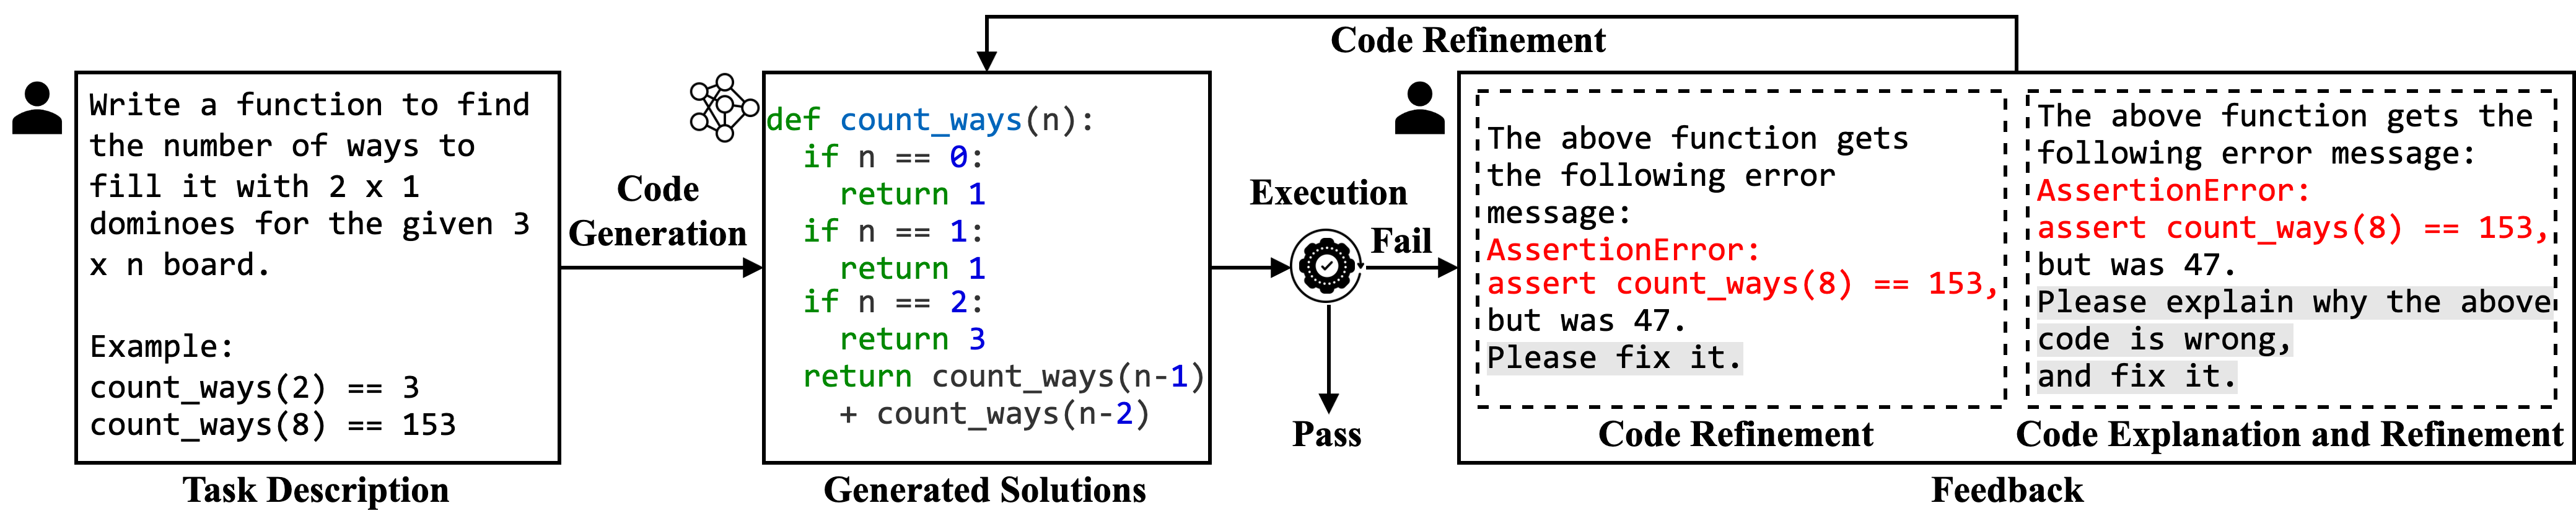 Code Refinement
Write a function to find
the number of ways to
fill it with 2 x 1
dominoes for the given 3
x n board.
Example:
count_ways(2) == 3
count_ways(8) == 153
Task Description
Code
Generation
def count_ways(n):
  if n == 0:
    return 1
  if n == 1:
    return 1
  if n == 2:
    return 3
  return count_ways(n-1)
    + count_ways(n-2)
Generated Solutions
Execution
Fail
Pass
The above function gets
the following error
message:
AssertionError:
assert count_ways(8) == 153,
but was 47.
Please fix it.
Code Refinement
The above function gets the
following error message:
AssertionError:
assert count_ways(8) == 153,
but was 47.
Please explain why the above
code is wrong,
and fix it.
Code Explanation and Refinement
Feedback